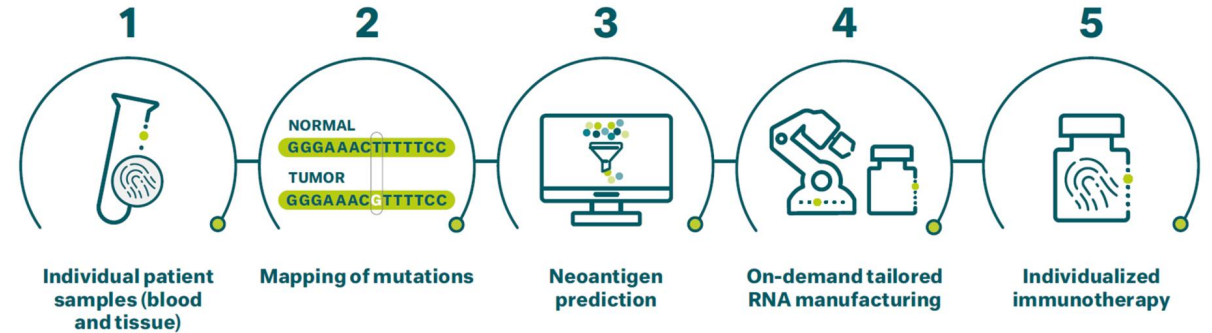 1
2
3
4
5
NORMAL
GGGAAACTTTTTCC
TUMOR
GGGAAACGTTTTCC
Individual patient
samples (blood
and tissue)
Mapping of mutations
Neoantigen
prediction
On-demand tailored
RNA manufacturing
Individualized
immunotherapy